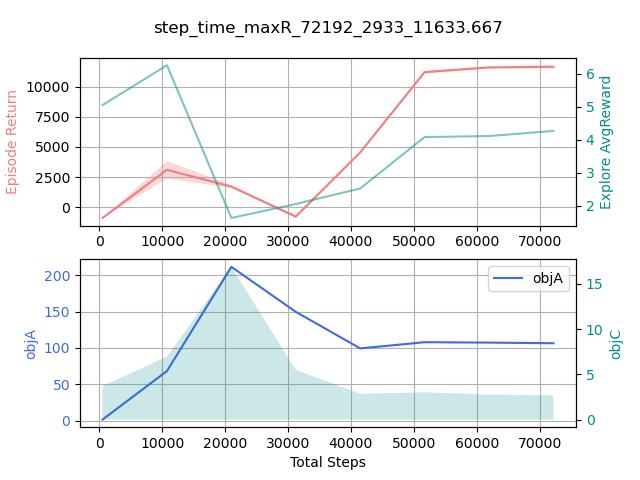 step_time_maxR_72192_2933_11633.667
Episode Return
10000
7500
5000
2500
0
6
5
4
3
2
Explore AvgReward
0 10000 20000 30000 40000 50000 60000 70000
objA
200
150
100
50
0
objA
15
10
5
0
objC
0 10000 20000 30000 40000 50000 60000 70000
Total Steps